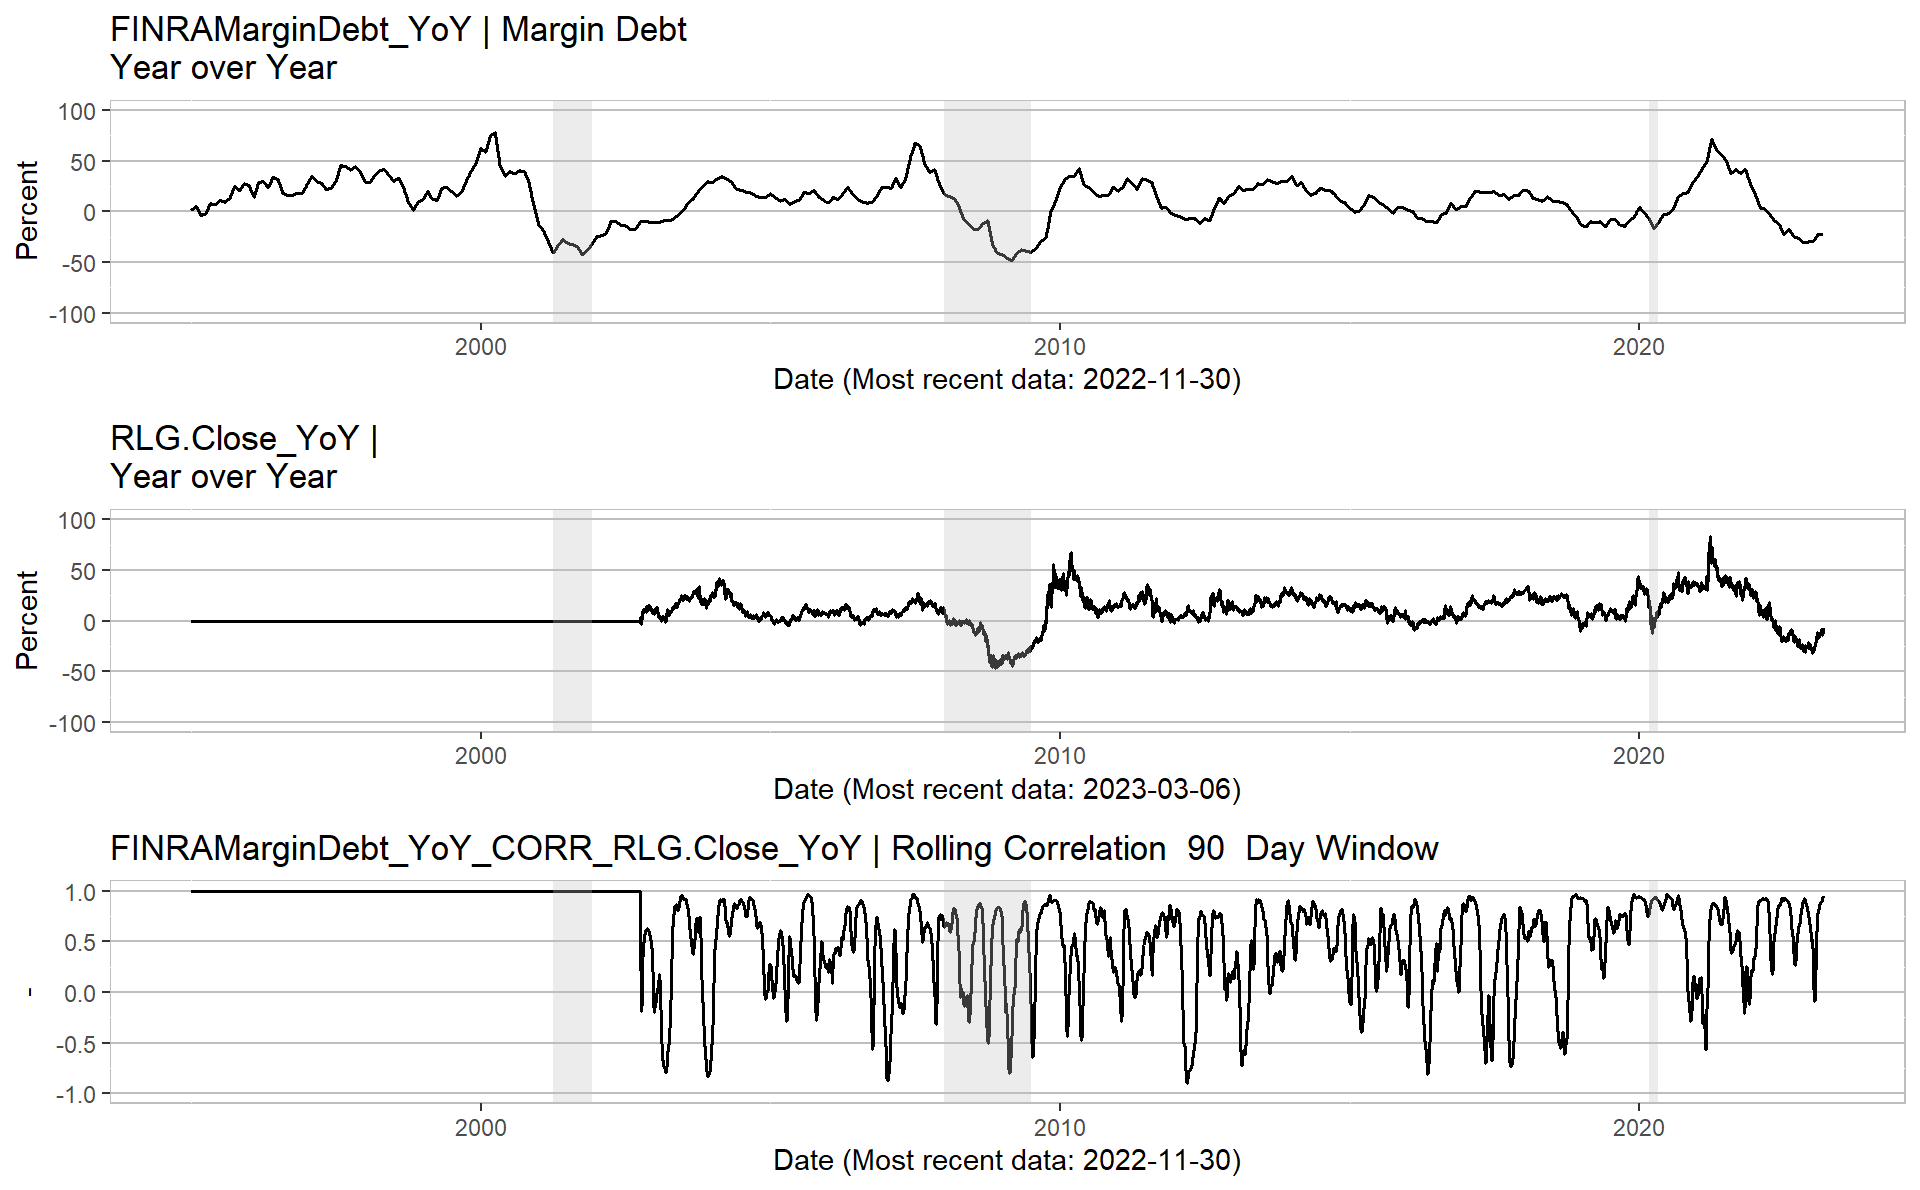 FINRAMarginDebt_YoY | Margin Debt
Year over Year
Percent
100
50
0
-50
-100
2000
2010
2020
Date (Most recent data: 2022-11-30)
RLG.Close_YoY |
Year over Year
Percent
100
50
0
-50
-100
2000
2010
2020
Date (Most recent data: 2023-03-06)
FINRAMarginDebt_YoY_CORR_RLG.Close_YoY | Rolling Correlation  90  Day Window
-
1.0
0.5
0.0
-0.5
-1.0
2000
2010
2020
Date (Most recent data: 2022-11-30)